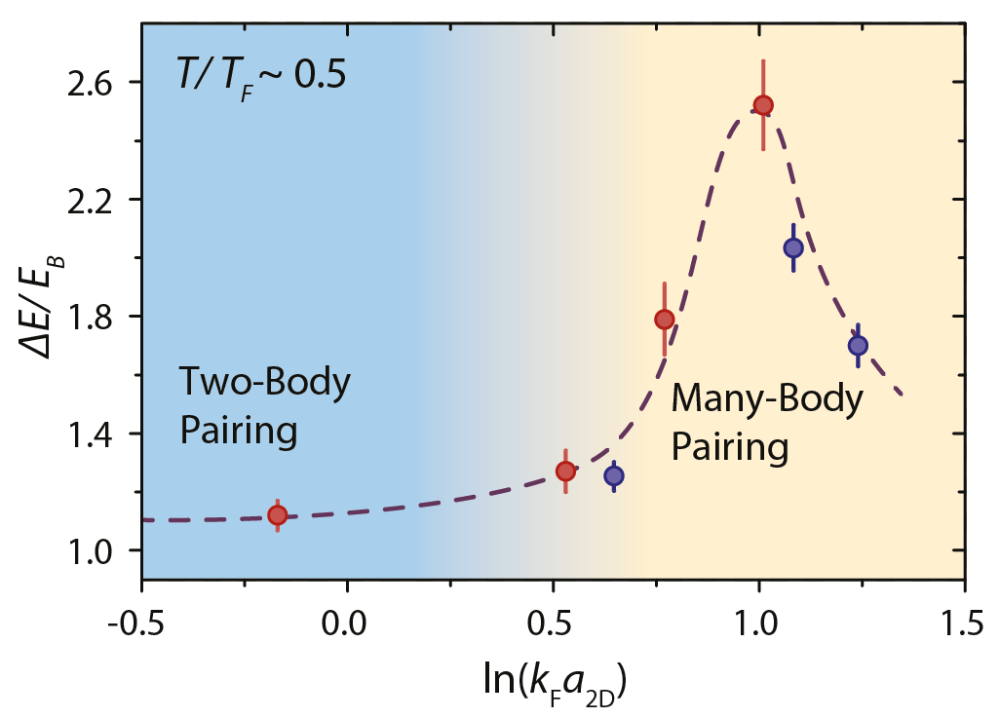 T/T_F ~ 0.5
2.6
2.2
1.8
1.4
1.0
ΔE/E_B
Two-Body
Pairing
Many-Body
Pairing
-0.5 0.0 0.5 1.0 1.5
ln(k_F a_2D)